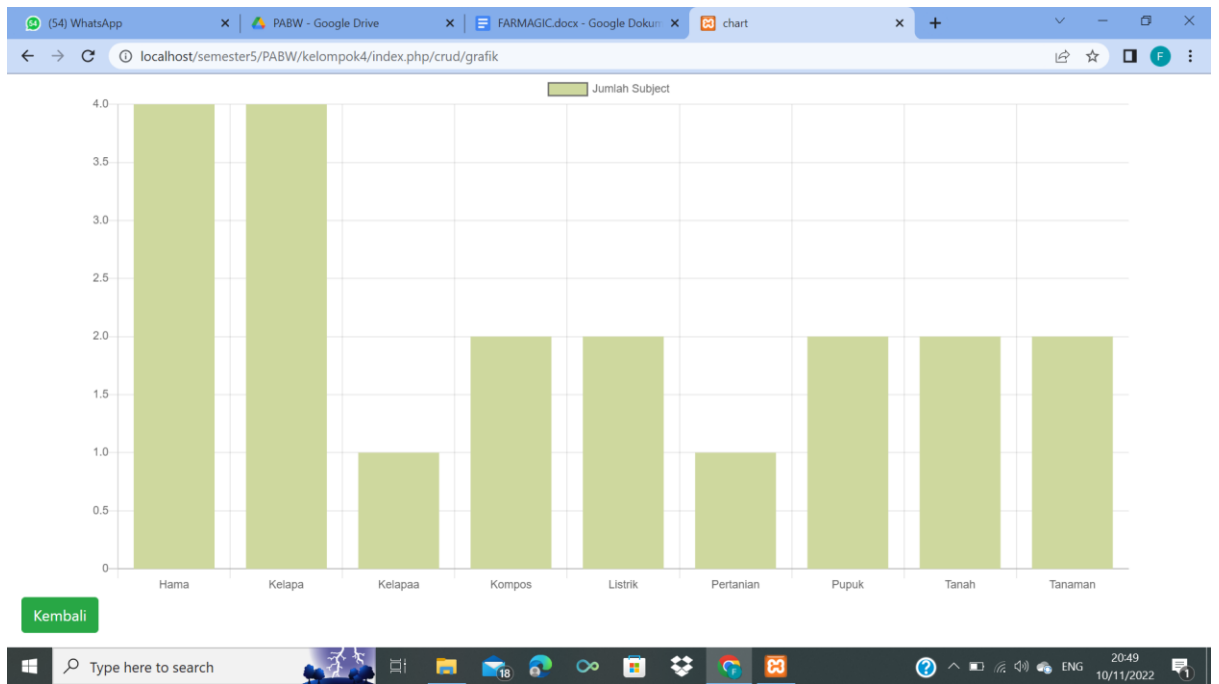 54 (54) WhatsApp
PABW - Google Drive
FARMAGIC.docx - Google Dokum
chart
localhost/semester5/PABW/kelompok4/index.php/crud/grafik
F
Jumlah Subject
4.0
3.5
3.0
2.5
2.0
1.5
1.0
0.5
0
Hama Kelapa Kelapaa Kompos Listrik Pertanian Pupuk Tanah Tanaman
Kembali
Type here to search
18
F
ENG
20:49
10/11/2022
1